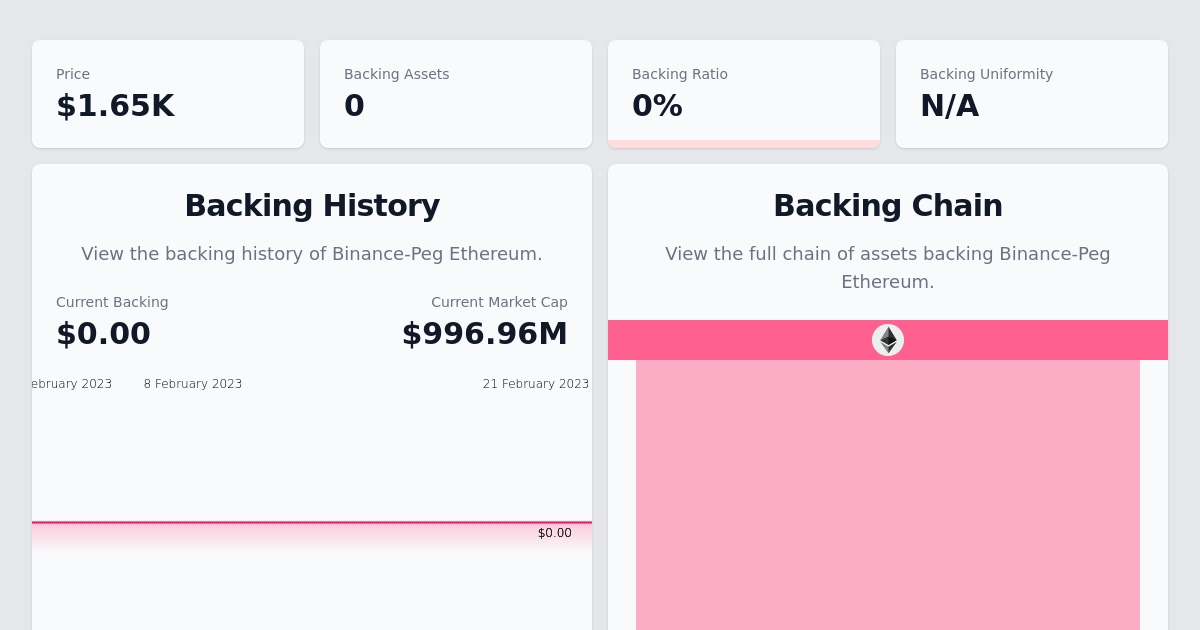 Price
$1.65K
Backing Assets
0
Backing Ratio
0%
Backing Uniformity
N/A
Backing History
View the backing history of Binance-Peg Ethereum.
Current Backing
$0.00
Current Market Cap
$996.96M
ebruary 2023
8 February 2023
21 February 2023
$0.00
Backing Chain
View the full chain of assets backing Binance-Peg
Ethereum.